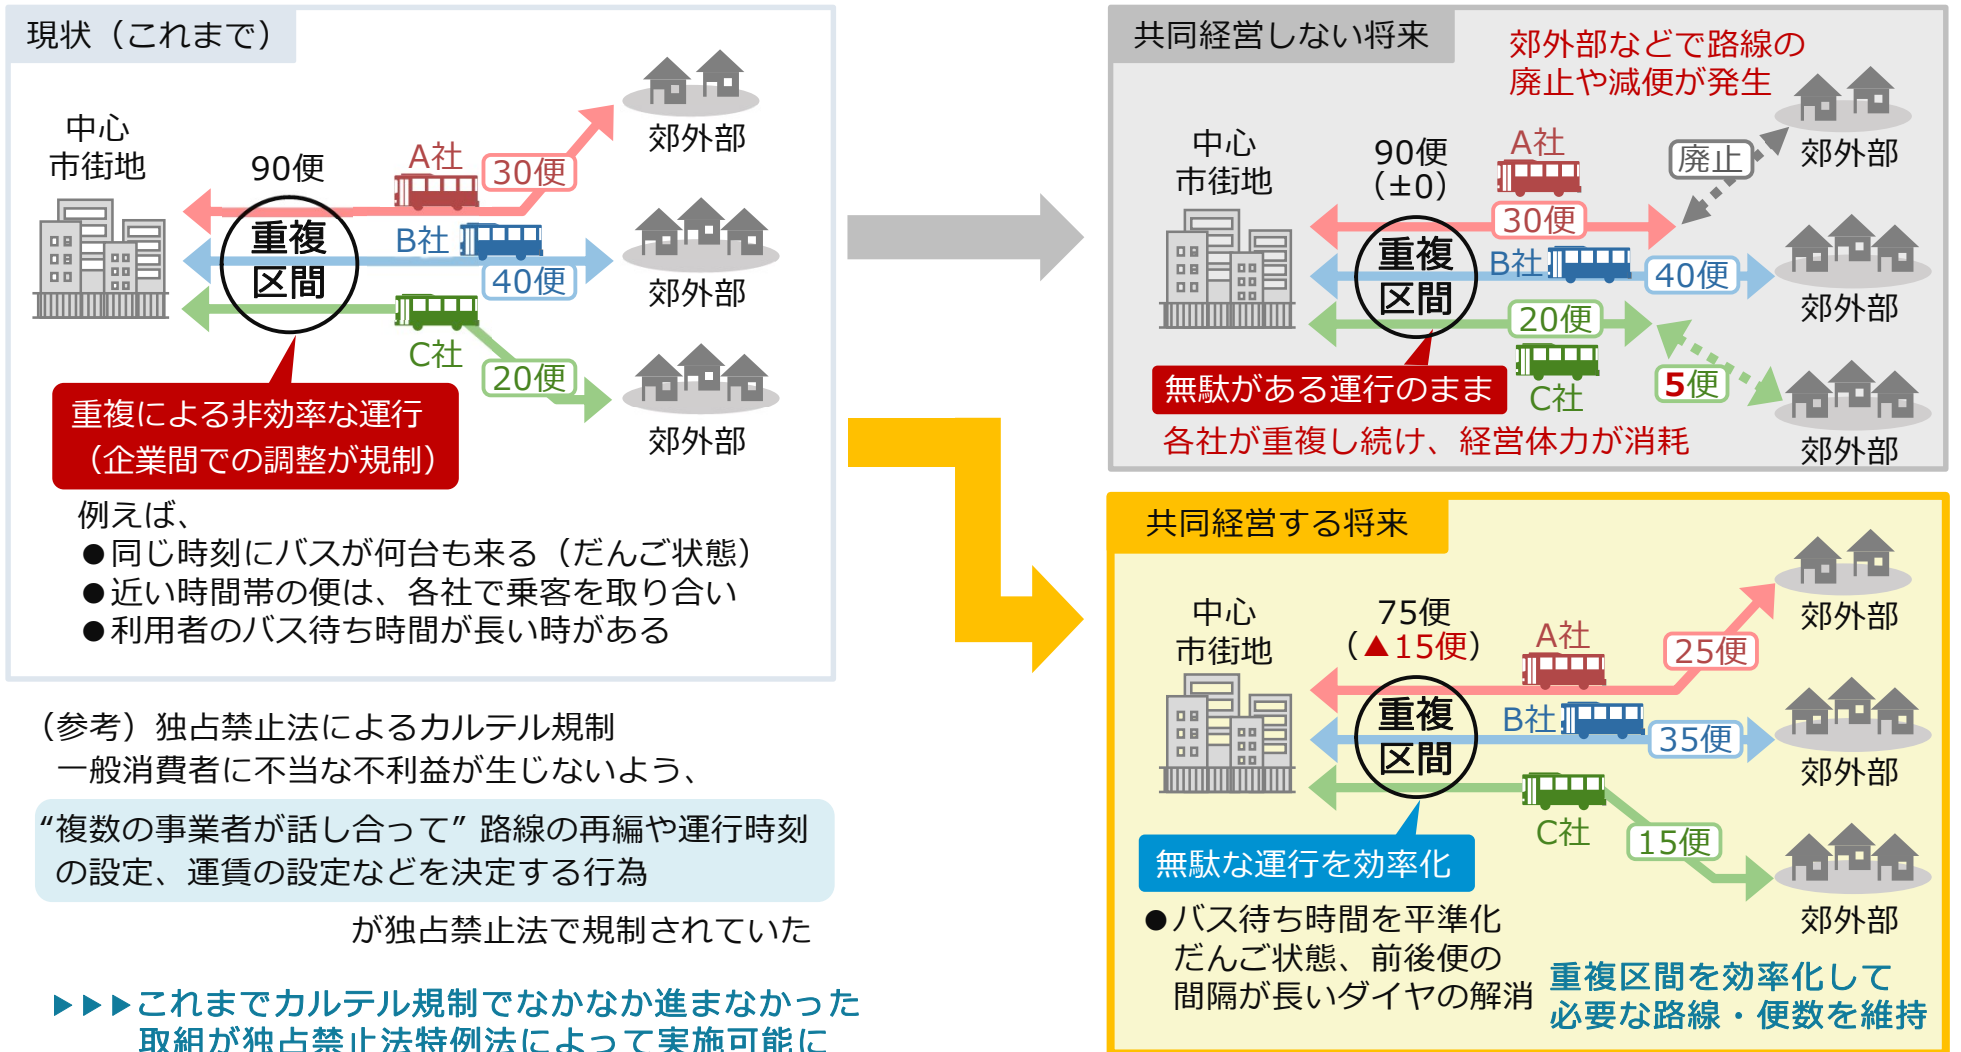 現状（これまで）
中心
市街地
90便
重複
区間
A社
30便
B社
40便
C社
20便
郊外部
郊外部
郊外部
重複による非効率な運行
（企業間での調整が規制）
例えば、
●同じ時刻にバスが何台も来る（だんご状態）
●近い時間帯の便は、各社で乗客を取り合い
●利用者のバス待ち時間が長い時がある
（参考）独占禁止法によるカルテル規制
一般消費者に不当な不利益が生じないよう、
“複数の事業者が話し合って” 路線の再編や運行時刻
の設定、運賃の設定などを決定する行為
が独占禁止法で規制されていた
▶▶▶これまでカルテル規制でなかなか進まなかった
取組が独占禁止法特例法によって実施可能に
共同経営しない将来
郊外部などで路線の
廃止や減便が発生
中心
市街地
90便
（±0）
重複
区間
A社
30便
廃止
B社
40便
20便
C社
5便
郊外部
郊外部
郊外部
無駄がある運行のまま
各社が重複し続け、経営体力が消耗
共同経営する将来
中心
市街地
75便
（▲15便）
重複
区間
A社
25便
B社
35便
C社
15便
郊外部
郊外部
郊外部
無駄な運行を効率化
●バス待ち時間を平準化
だんご状態、前後便の
間隔が長いダイヤの解消
重複区間を効率化して
必要な路線・便数を維持